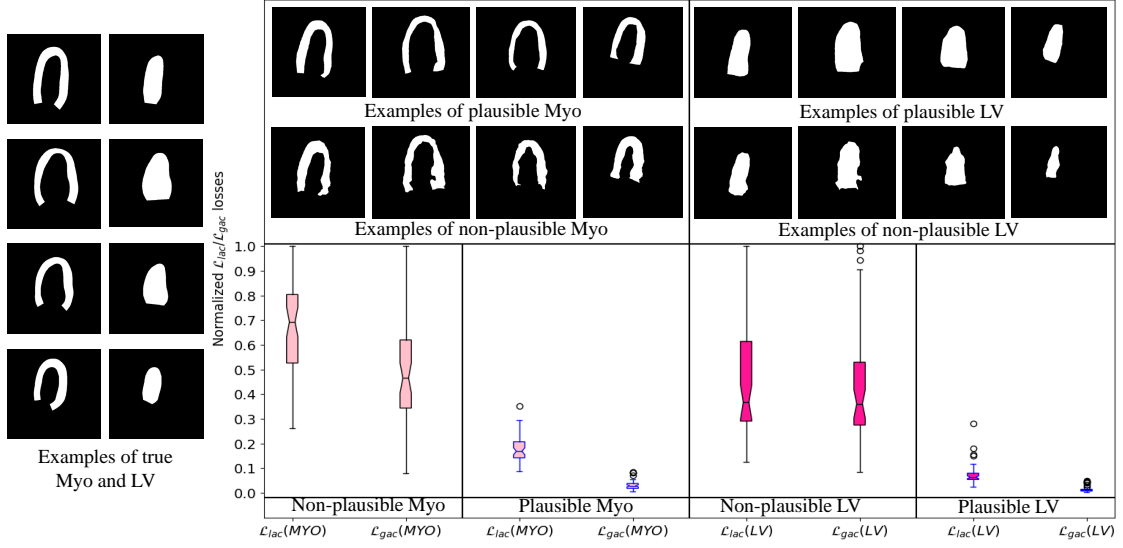 Examples of true
Myo and LV
Examples of plausible Myo
Examples of plausible LV
Examples of non-plausible Myo
Examples of non-plausible LV
Normalized ℒlac/ℒgac losses
1.0
0.9
0.8
0.7
0.6
0.5
0.4
0.3
0.2
0.1
0.0
Non-plausible Myo
Plausible Myo
Non-plausible LV
Plausible LV
ℒlac(MYO)
ℒgac(MYO)
ℒlac(MYO)
ℒgac(MYO)
ℒlac(LV)
ℒgac(LV)
ℒlac(LV)
ℒgac(LV)